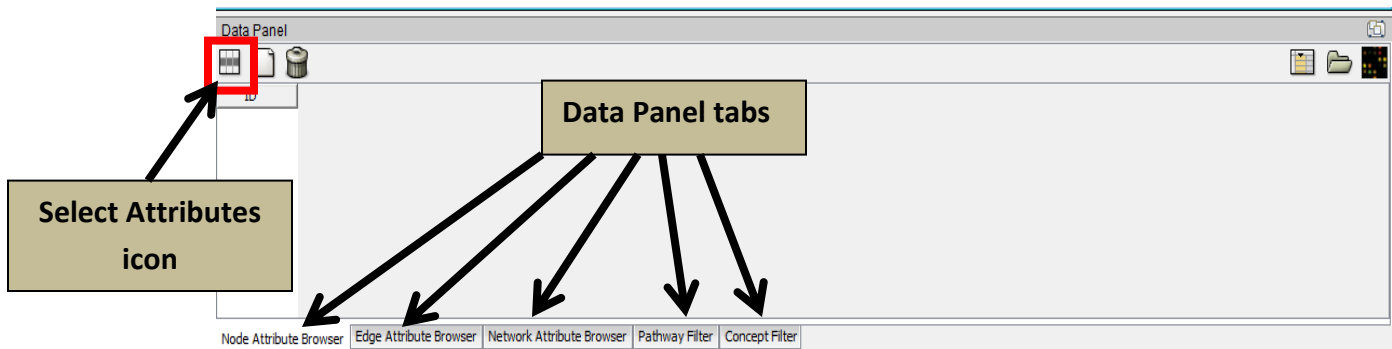 Data Panel
ID
Data Panel tabs
Select Attributes
icon
Node Attribute Browser Edge Attribute Browser Network Attribute Browser Pathway Filter Concept Filter